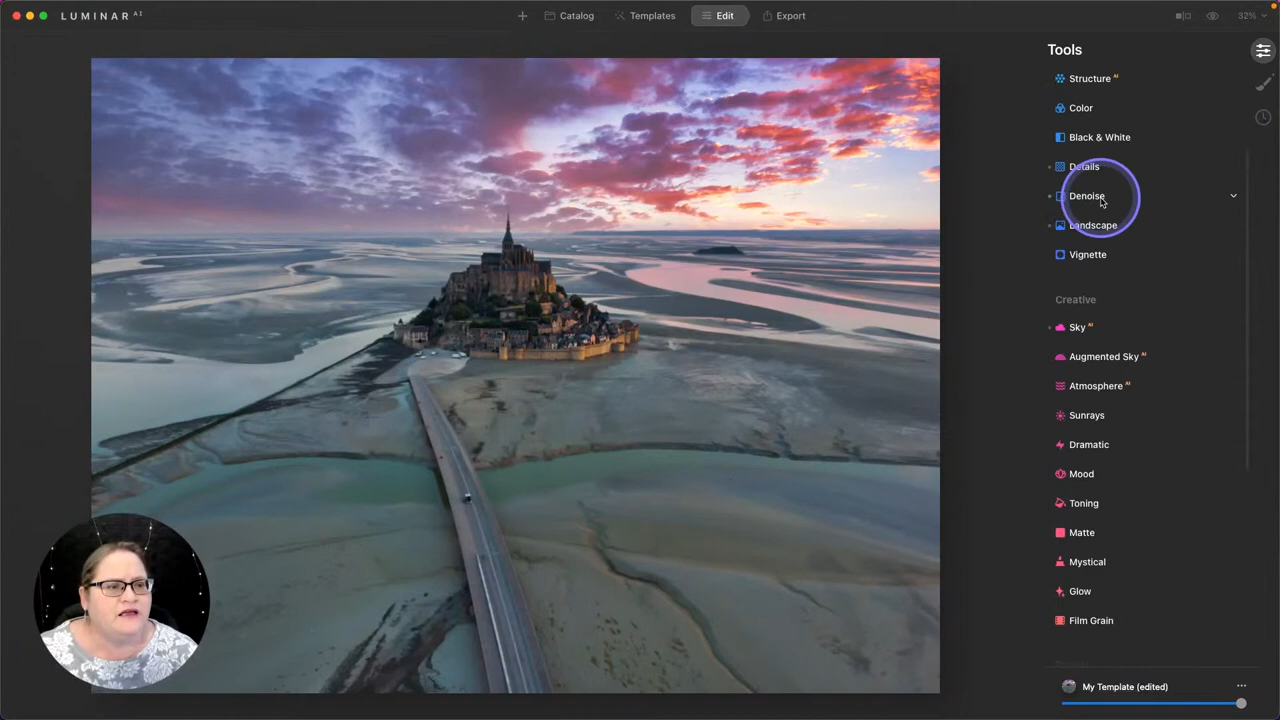 LUMINAR AI
Catalog
Templates
Edit
Export
32%
Tools
Structure AI
Color
Black & White
Details
Denoise
Landscape
Vignette
Creative
Sky AI
Augmented Sky AI
Atmosphere AI
Sunrays
Dramatic
Mood
Toning
Matte
Mystical
Glow
Film Grain
My Template (edited)